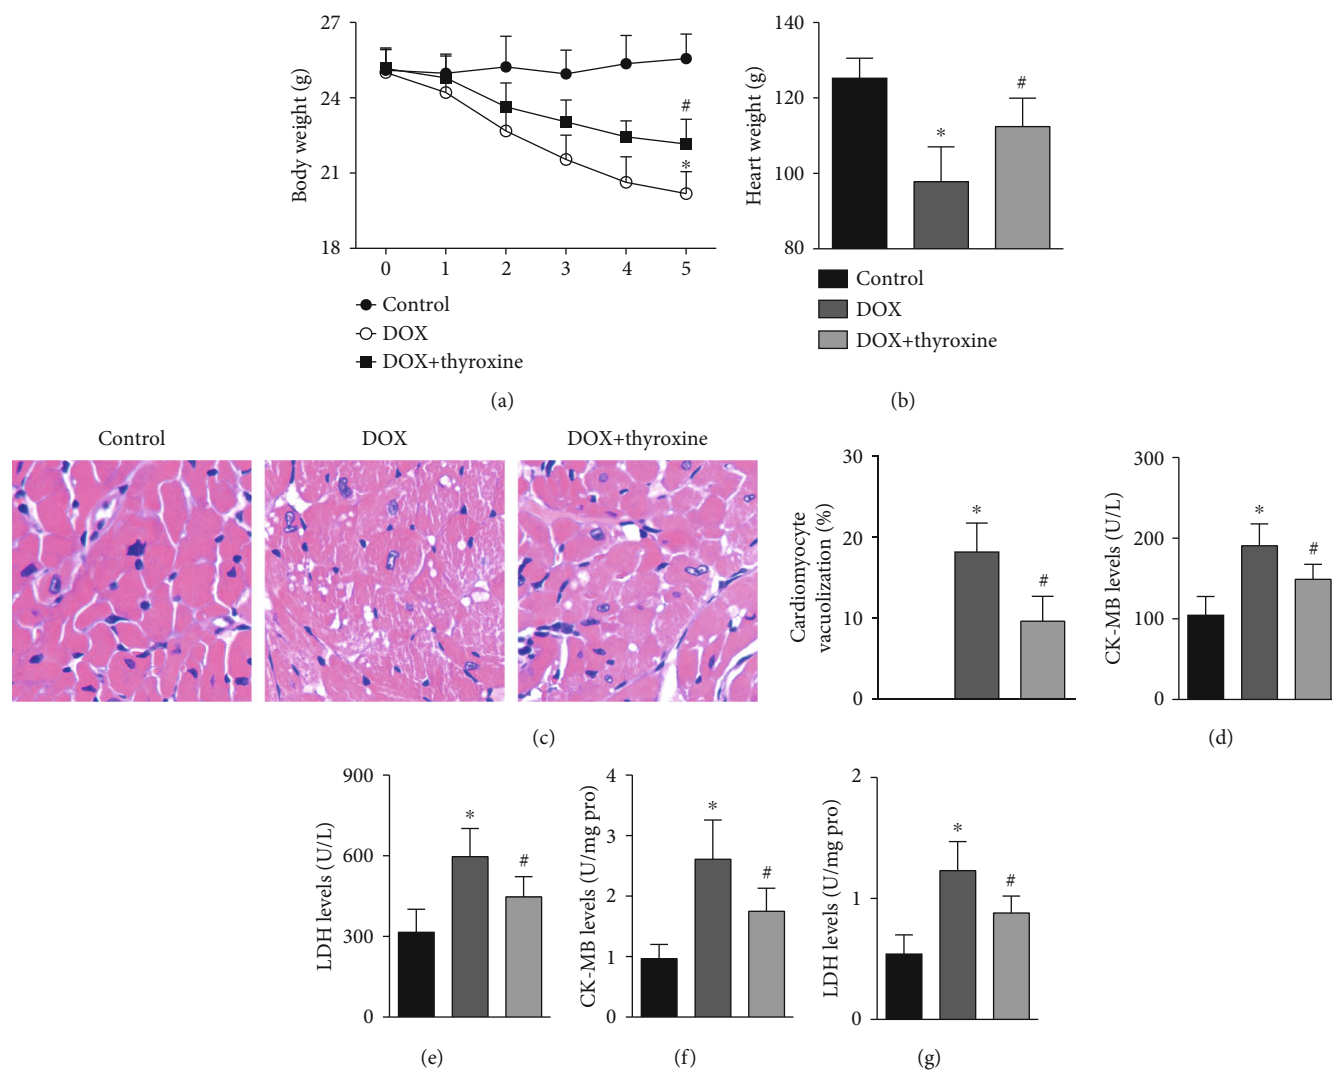 27
24
21
18
Body weight (g)
#
*
0 1 2 3 4 5
Control
DOX
DOX+thyroxine
(a)
140
120
100
80
Heart weight (g)
*
#
Control
DOX
DOX+thyroxine
(b)
Control DOX DOX+thyroxine
30
20
10
0
Cardiomyocyte
vacuolization (%)
*
#
(c)
300
200
100
0
CK-MB levels (U/L)
*
#
(d)
900
600
300
0
LDH levels (U/L)
*
#
(e)
4
3
2
1
0
CK-MB levels (U/mg pro)
*
#
(f)
2
1
0
LDH levels (U/mg pro)
*
#
(g)